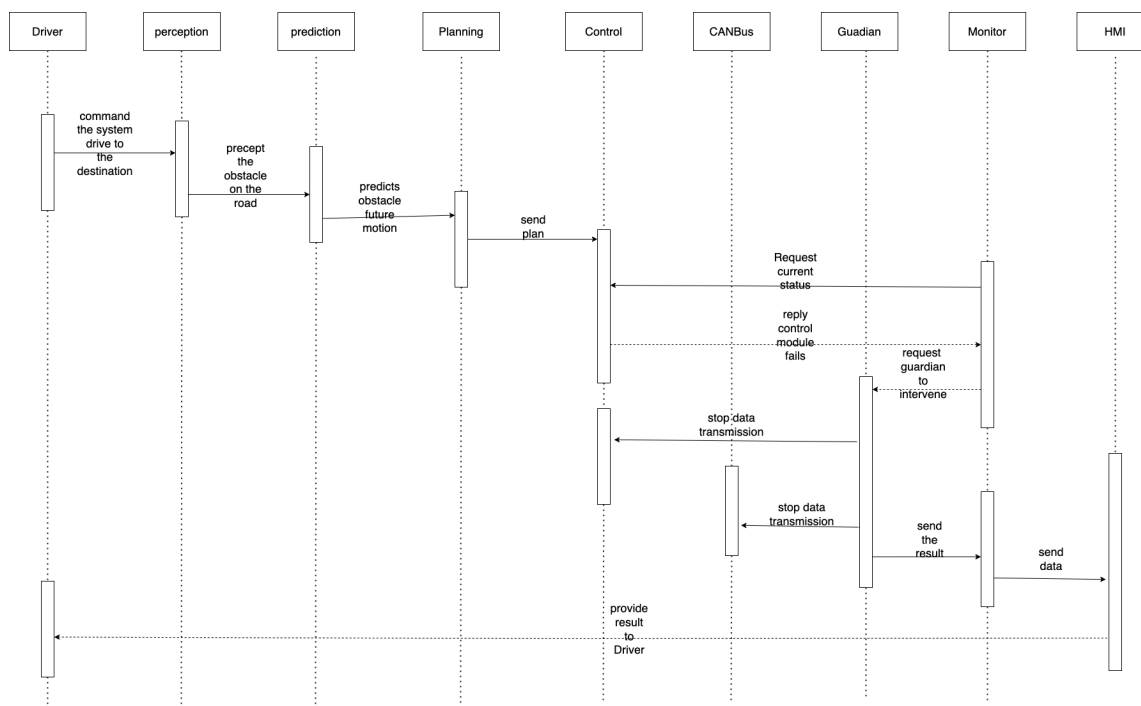 Driver
perception
prediction
Planning
Control
CANBus
Guadian
Monitor
HMI
command
the system
drive to
the
destination
precept
the
obstacle
on the
road
predicts
obstacle
future
motion
send
plan
Request
current
status
reply
control
module
fails
request
guardian
to
intervene
stop data
transmission
stop data
transmission
send
the
result
send
data
provide
result
to
Driver